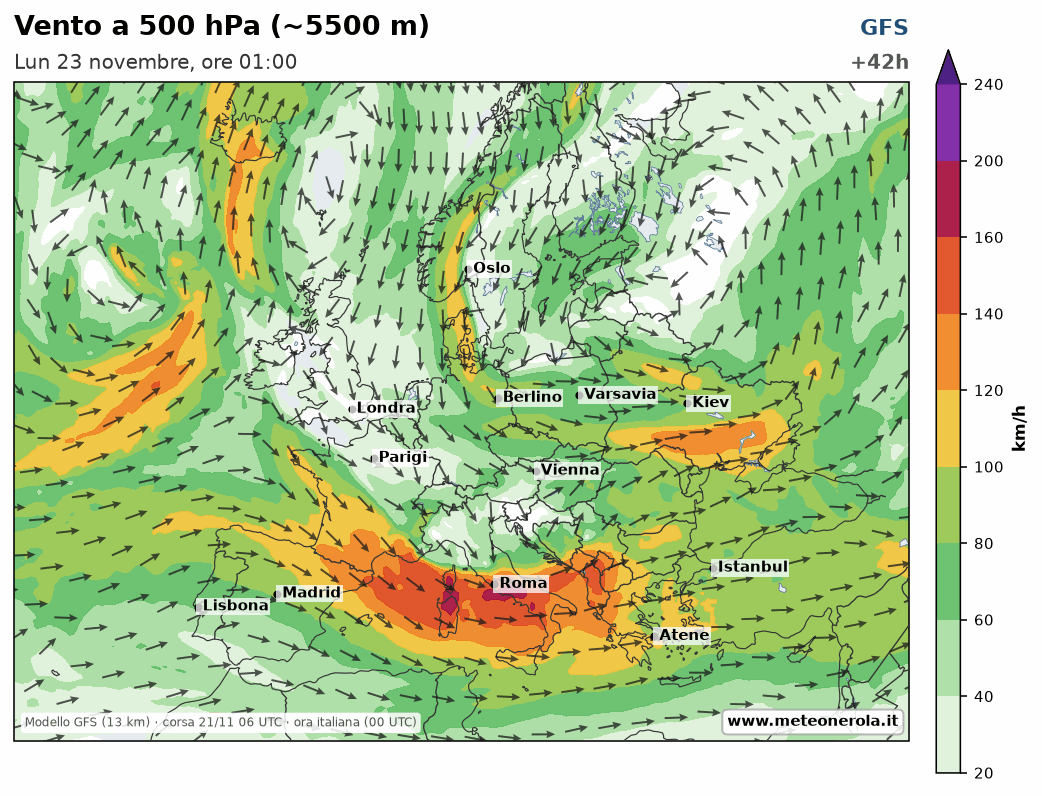 Vento a 500 hPa (~5500 m)
GFS
Lun 23 novembre, ore 01:00
+42h
240
200
160
140
120
100
80
60
40
20
km/h
Oslo
Berlino
Varsavia
Kiev
Londra
Parigi
Vienna
Istanbul
Roma
Madrid
Lisbona
Atene
Modello GFS (13 km) · corsa 21/11 06 UTC · ora italiana (00 UTC)
www.meteonerola.it